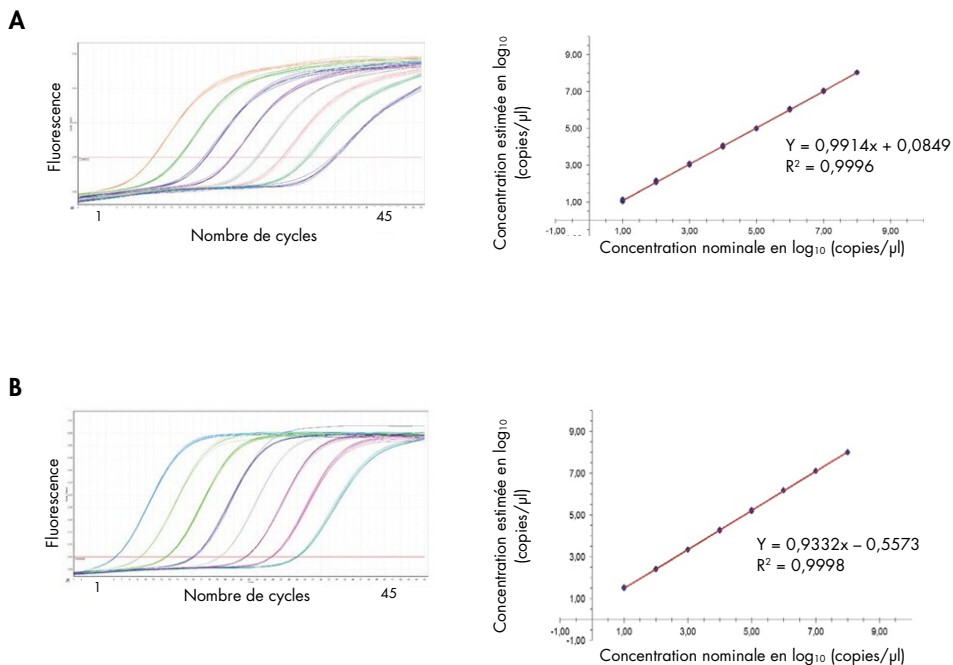 A
Fluorescence
1
45
Nombre de cycles
Concentration estimée en log₁₀
(copies/µl)
9,00
7,00
5,00
3,00
1,00
-1,00
1,00
3,00
5,00
7,00
9,00
Y = 0,9914x + 0,0849
R² = 0,9996
Concentration nominale en log₁₀ (copies/µl)
B
Fluorescence
1
45
Nombre de cycles
Concentration estimée en log₁₀
(copies/µl)
9,00
7,00
5,00
3,00
1,00
-1,00
-1,00
1,00
3,00
5,00
7,00
9,00
Y = 0,9332x – 0,5573
R² = 0,9998
Concentration nominale en log₁₀ (copies/µl)